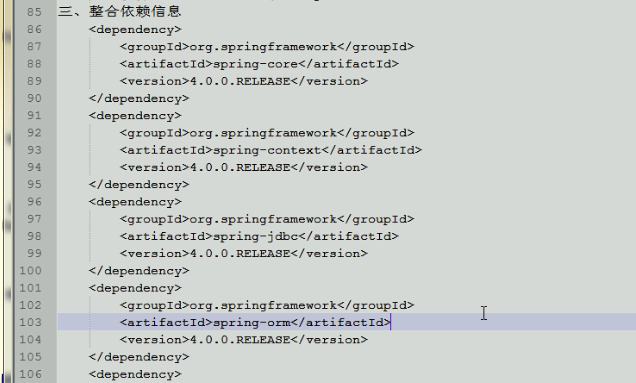 85 三、整合依赖信息
86 <dependency>
87 <groupId>org.springframework</groupId>
88 <artifactId>spring-core</artifactId>
89 <version>4.0.0.RELEASE</version>
90 </dependency>
91 <dependency>
92 <groupId>org.springframework</groupId>
93 <artifactId>spring-context</artifactId>
94 <version>4.0.0.RELEASE</version>
95 </dependency>
96 <dependency>
97 <groupId>org.springframework</groupId>
98 <artifactId>spring-jdbc</artifactId>
99 <version>4.0.0.RELEASE</version>
100 </dependency>
101 <dependency>
102 <groupId>org.springframework</groupId>
103 <artifactId>spring-orm</artifactId>
104 <version>4.0.0.RELEASE</version>
105 </dependency>
106 <dependency>